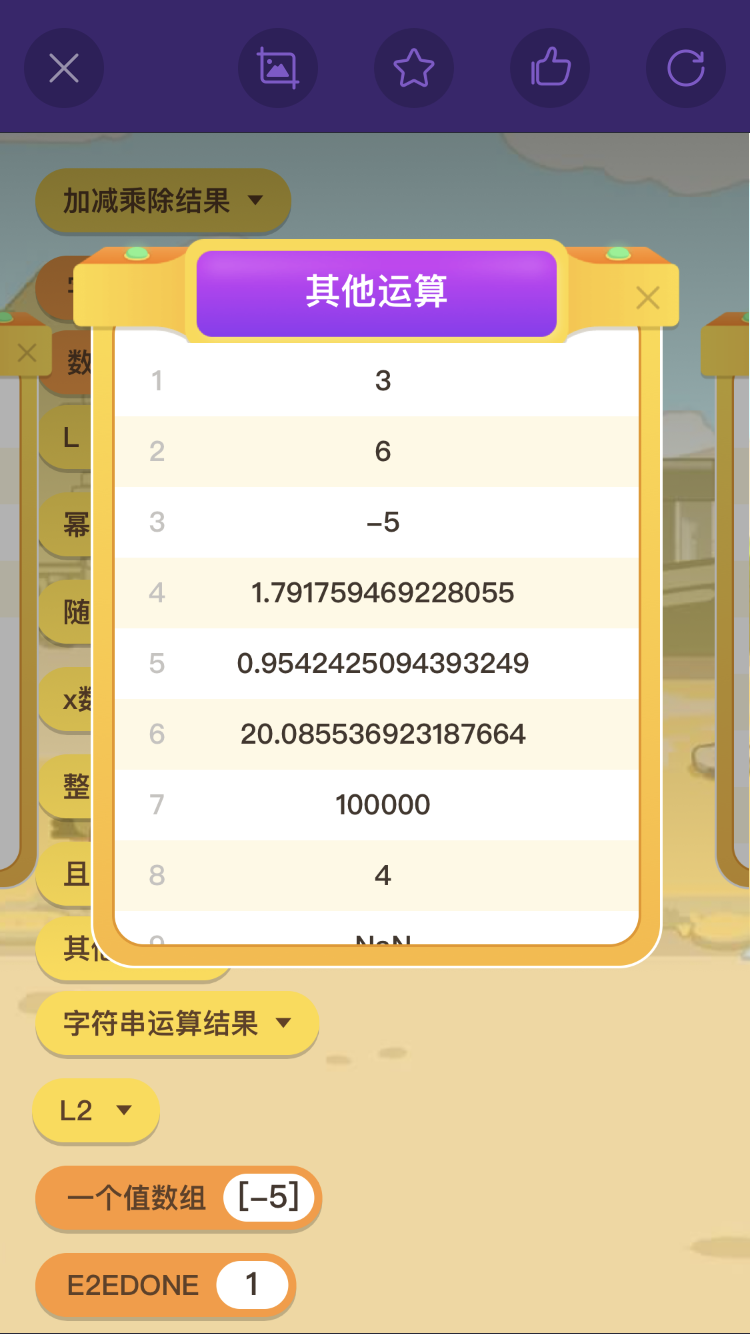 加减乘除结果
其他运算
数
1 3
L
2 6
幂
3 -5
随
4 1.791759469228055
5 0.9542425094393249
x数
6 20.085536923187664
整
7 100000
且
8 4
其他
9 NaN
字符串运算结果
L2
一个值数组 [-5]
E2EDONE 1